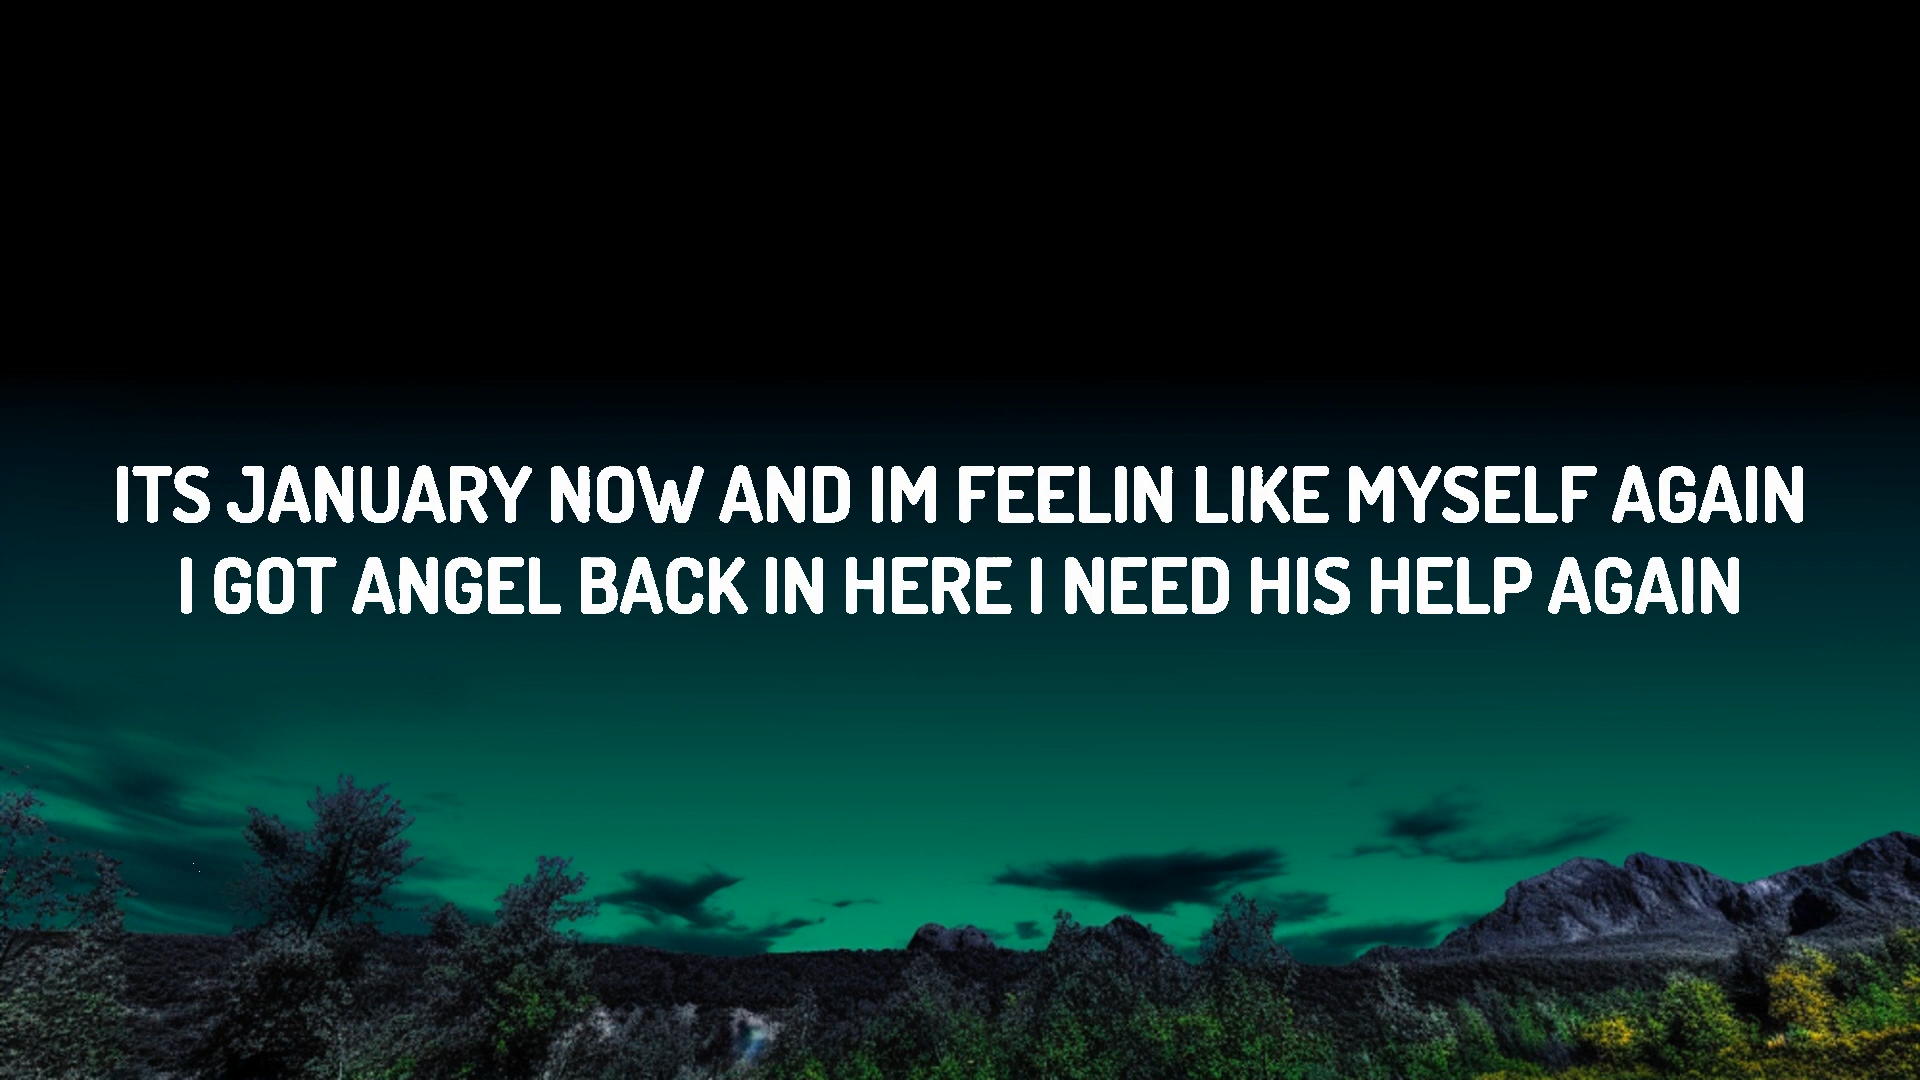 ITS JANUARY NOW AND IM FEELIN LIKE MYSELF AGAIN
I GOT ANGEL BACK IN HERE I NEED HIS HELP AGAIN